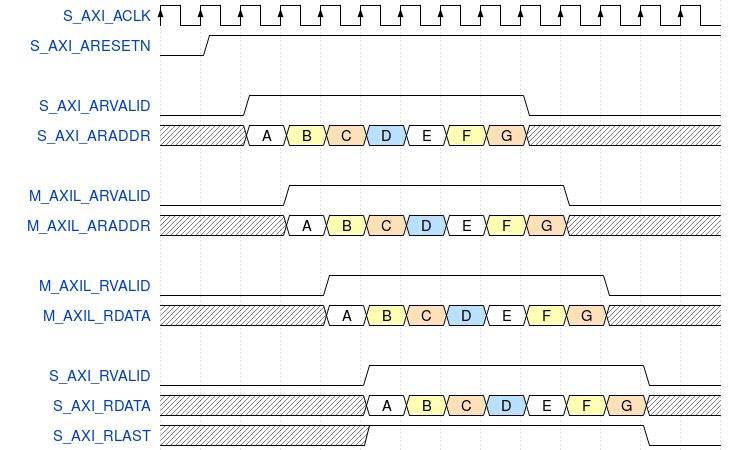 S_AXI_ACLK
S_AXI_ARESETN
S_AXI_ARVALID
S_AXI_ARADDR A B C D E F G
M_AXIL_ARVALID
M_AXIL_ARADDR A B C D E F G
M_AXIL_RVALID
M_AXIL_RDATA A B C D E F G
S_AXI_RVALID
S_AXI_RDATA A B C D E F G
S_AXI_RLAST